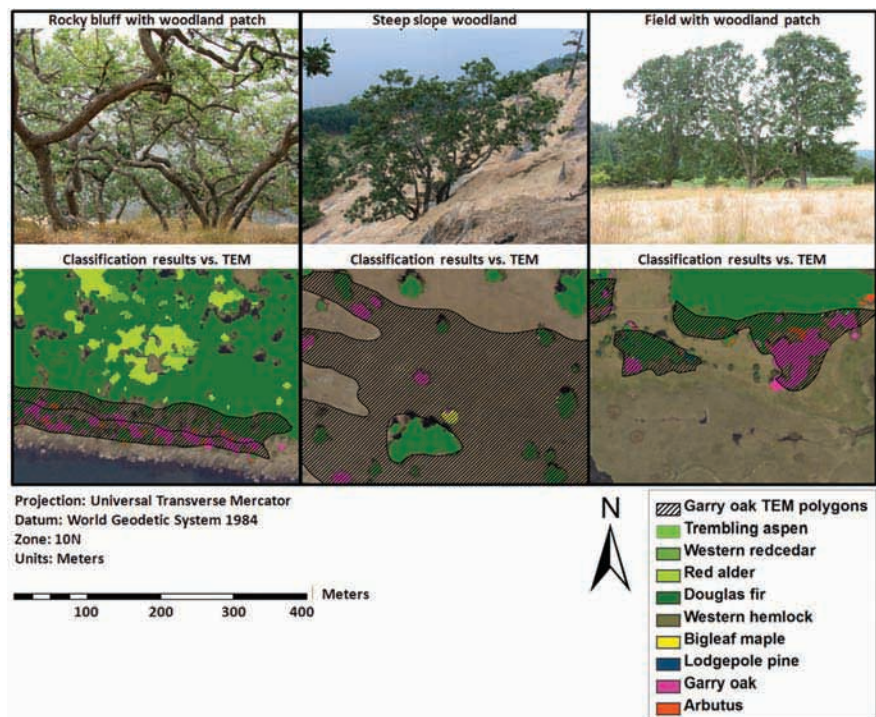 Rocky bluff with woodland patch
Steep slope woodland
Field with woodland patch
Classification results vs. TEM
Classification results vs. TEM
Classification results vs. TEM
Projection: Universal Transverse Mercator
Datum: World Geodetic System 1984
Zone: 10N
Units: Meters
Meters
100 200 300 400
N
Garry oak TEM polygons
Trembling aspen
Western redcedar
Red alder
Douglas fir
Western hemlock
Bigleaf maple
Lodgepole pine
Garry oak
Arbutus